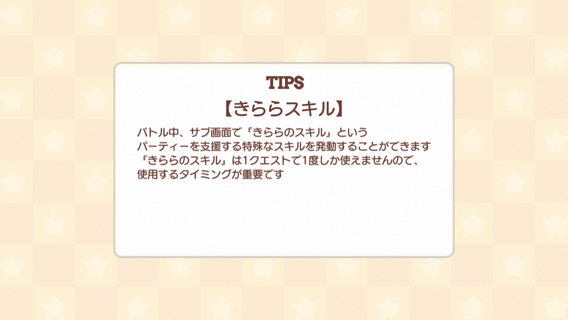 TIPS
【きららスキル】
バトル中、サブ画面で「きららのスキル」という
パーティーを支援する特殊なスキルを発動することができます
「きららのスキル」は1クエストで1度しか使えませんので、
使用するタイミングが重要です